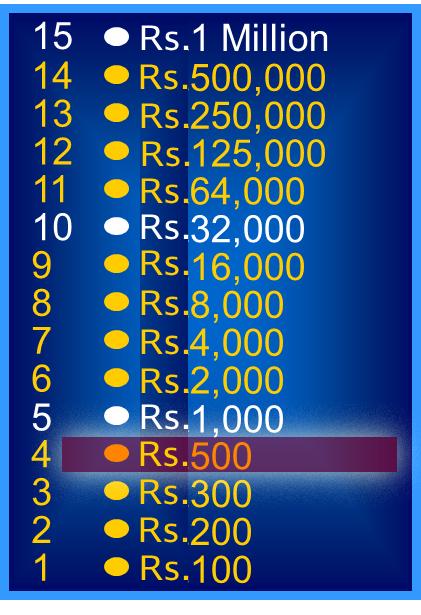 15 Rs.1 Million
14 Rs.500,000
13 Rs.250,000
12 Rs.125,000
11 Rs.64,000
10 Rs.32,000
9 Rs.16,000
8 Rs.8,000
7 Rs.4,000
6 Rs.2,000
5 Rs.1,000
4 Rs.500
3 Rs.300
2 Rs.200
1 Rs.100